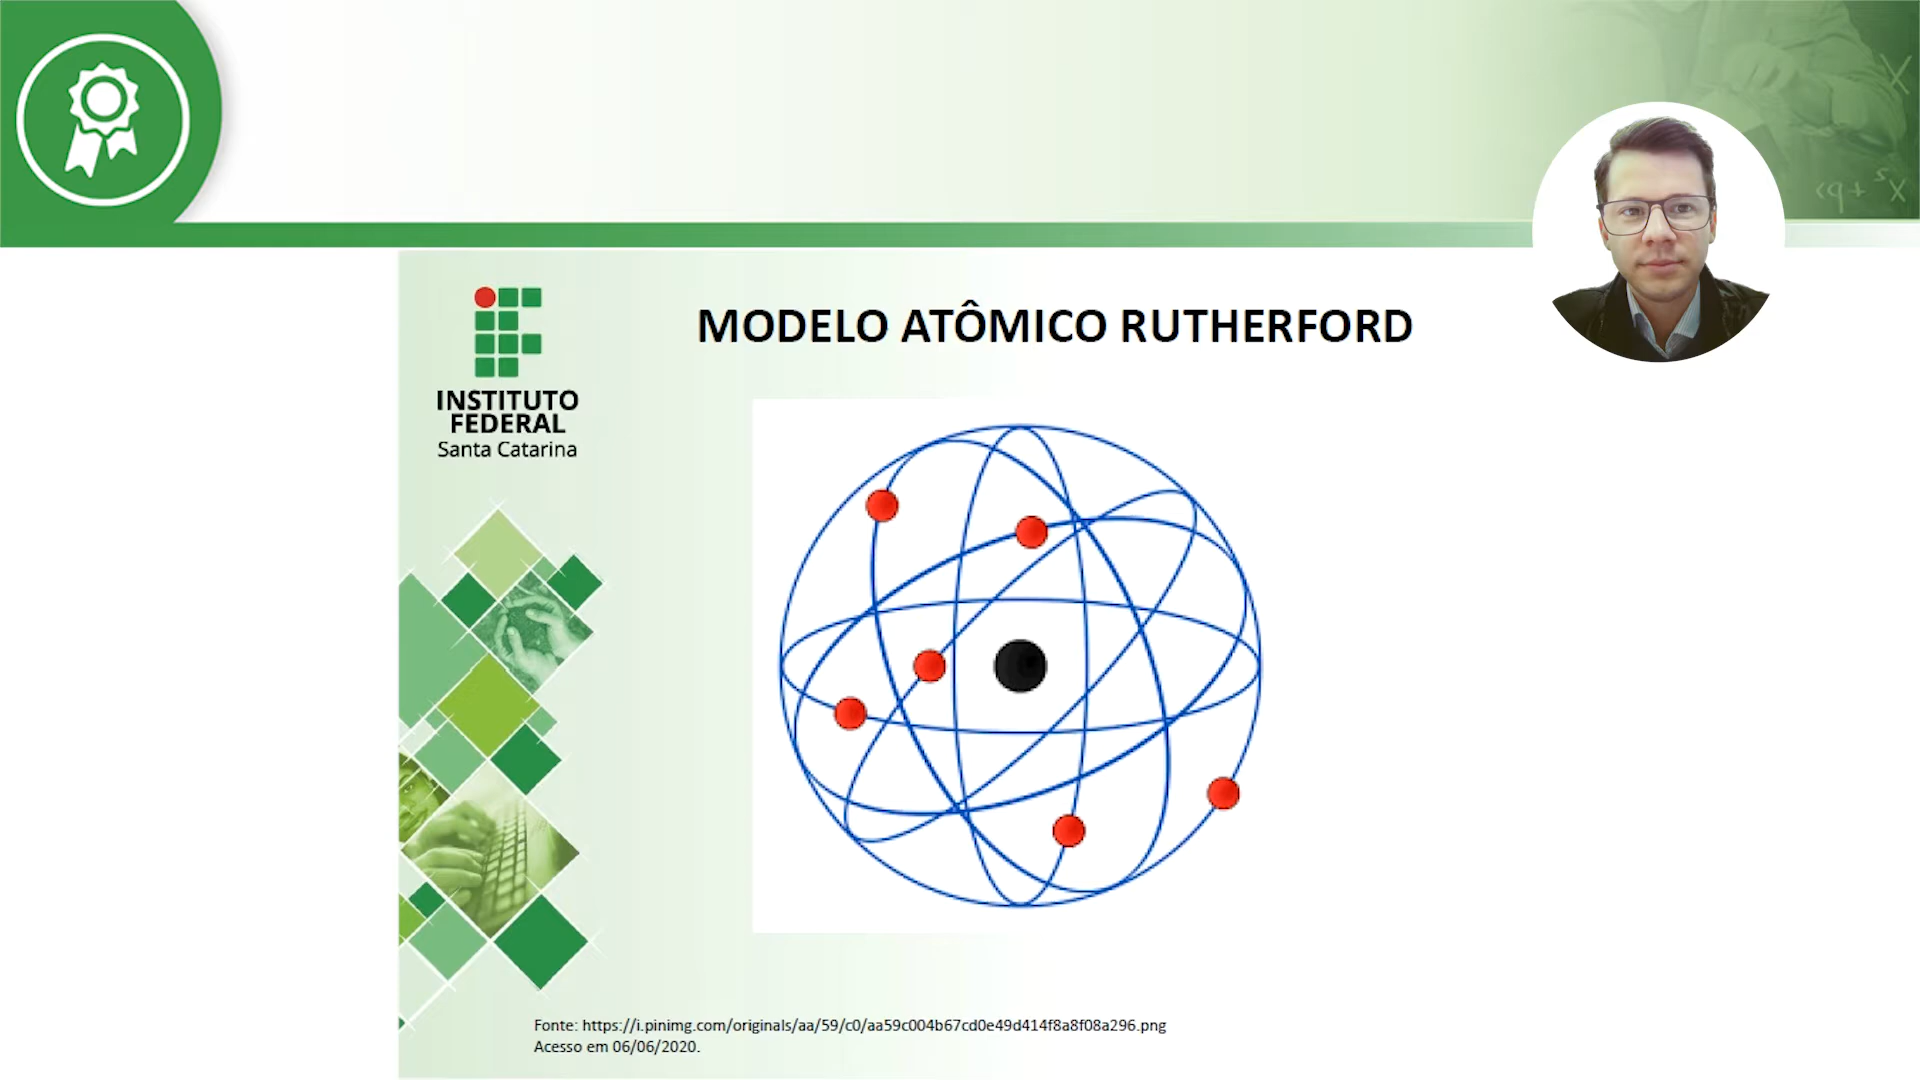 MODELO ATÔMICO RUTHERFORD
INSTITUTO
FEDERAL
Santa Catarina
Fonte: https://i.pinimg.com/originals/aa/59/c0/aa59c004b67cd0e49d414f8a8f08a296.png
Acesso em 06/06/2020.